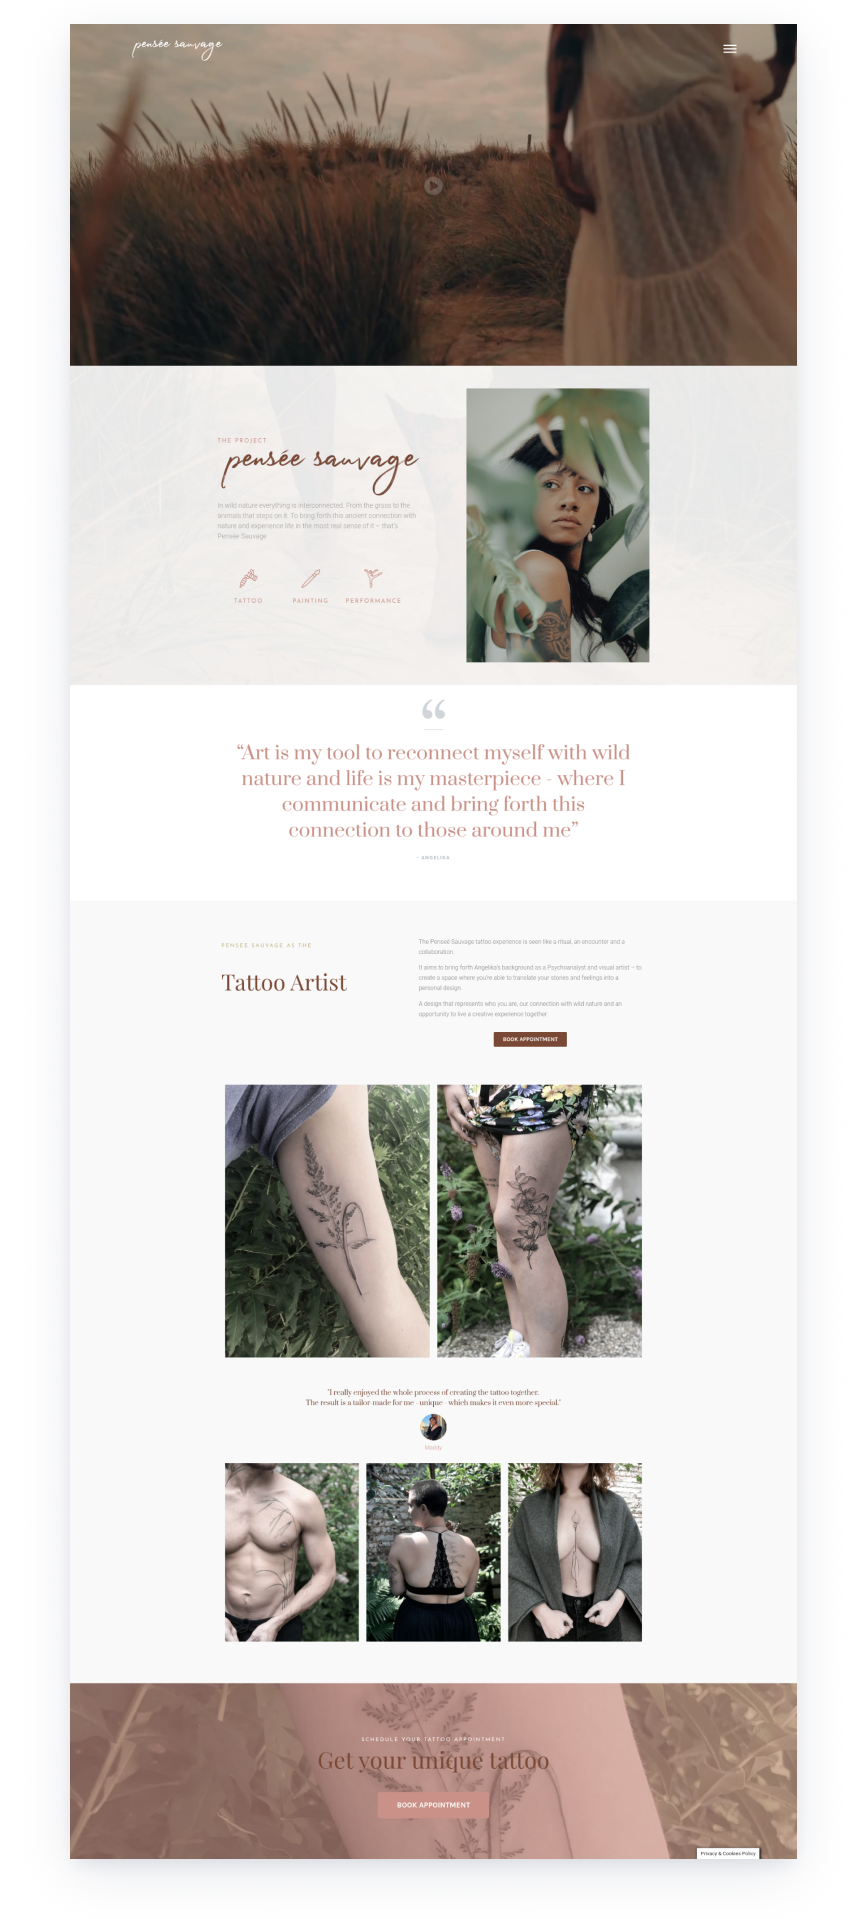 pensée sauvage
THE PROJECT
pensée sauvage
In wild nature everything is interconnected. From the grass to the
animals that steps on it. To bring forth this ancient connection with
nature and experience life in the most real sense of it – that's
Pensée Sauvage
TATTOO
PAINTING
PERFORMANCE
“
“Art is my tool to reconnect myself with wild
nature and life is my masterpiece - where I
communicate and bring forth this
connection to those around me”
- ANGELIKA
PENSÉE SAUVAGE AS THE
Tattoo Artist
The Penseé Sauvage tattoo experience is seen like a ritual, an encounter and a
collaboration.
It aims to bring forth Angelika's background as a Psychoanalyst and visual artist – to
create a space where you're able to translate your stories and feelings into a
personal design.
A design that represents who you are, our connection with wild nature and an
opportunity to live a creative experience together.
BOOK APPOINTMENT
"I really enjoyed the whole process of creating the tattoo together.
The result is a tailor-made for me - unique - which makes it even more special."
Maddy
SCHEDULE YOUR TATTOO APPOINTMENT
Get your unique tattoo
BOOK APPOINTMENT
Privacy & Cookies Policy